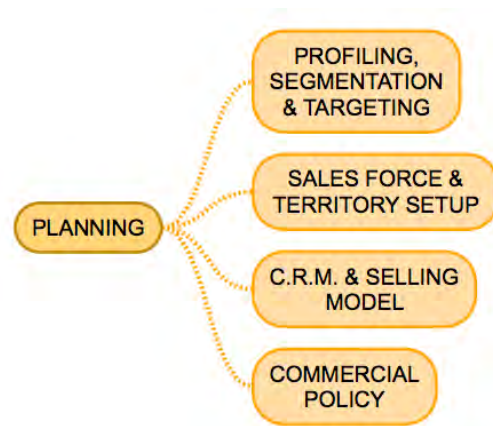 PROFILING,
SEGMENTATION
& TARGETING
SALES FORCE &
TERRITORY SETUP
PLANNING
C.R.M. & SELLING
MODEL
COMMERCIAL
POLICY